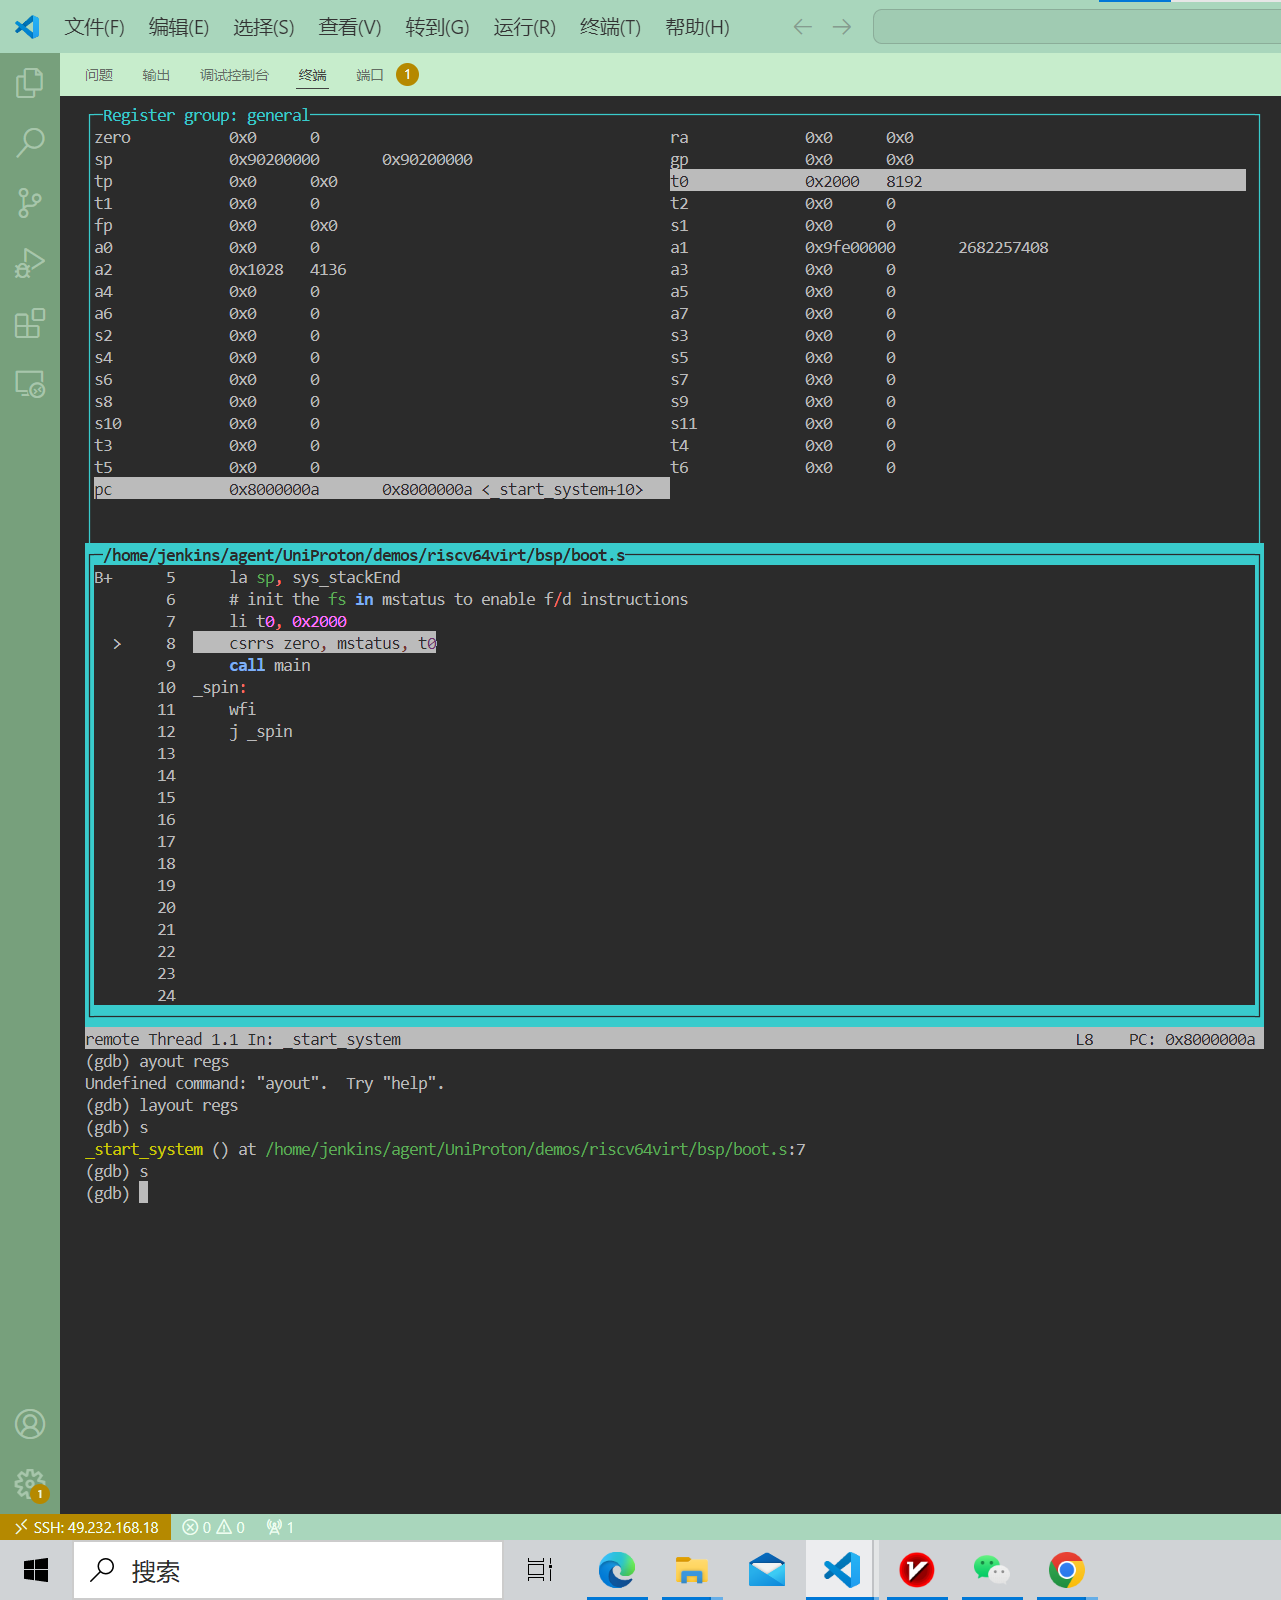 文件(F) 编辑(E) 选择(S) 查看(V) 转到(G) 运行(R) 终端(T) 帮助(H)
问题 输出 调试控制台 终端 端口 1
Register group: general
zero 0x0 0 ra 0x0 0x0
sp 0x90200000 0x90200000 gp 0x0 0x0
tp 0x0 0x0 t0 0x2000 8192
t1 0x0 0 t2 0x0 0
fp 0x0 0x0 s1 0x0 0
a0 0x0 0 a1 0x9fe00000 2682257408
a2 0x1028 4136 a3 0x0 0
a4 0x0 0 a5 0x0 0
a6 0x0 0 a7 0x0 0
s2 0x0 0 s3 0x0 0
s4 0x0 0 s5 0x0 0
s6 0x0 0 s7 0x0 0
s8 0x0 0 s9 0x0 0
s10 0x0 0 s11 0x0 0
t3 0x0 0 t4 0x0 0
t5 0x0 0 t6 0x0 0
pc 0x8000000a 0x8000000a <_start_system+10>
/home/jenkins/agent/UniProton/demos/riscv64virt/bsp/boot.s
B+ 5 la sp, sys_stackEnd
6 # init the fs in mstatus to enable f/d instructions
7 li t0, 0x2000
> 8 csrrs zero, mstatus, t0
9 call main
10 _spin:
11 wfi
12 j _spin
13
14
15
16
17
18
19
20
21
22
23
24
remote Thread 1.1 In: _start_system L8 PC: 0x8000000a
(gdb) ayout regs
Undefined command: "ayout". Try "help".
(gdb) layout regs
(gdb) s
_start_system () at /home/jenkins/agent/UniProton/demos/riscv64virt/bsp/boot.s:7
(gdb) s
(gdb)
1
SSH: 49.232.168.18 0 0 1
搜索